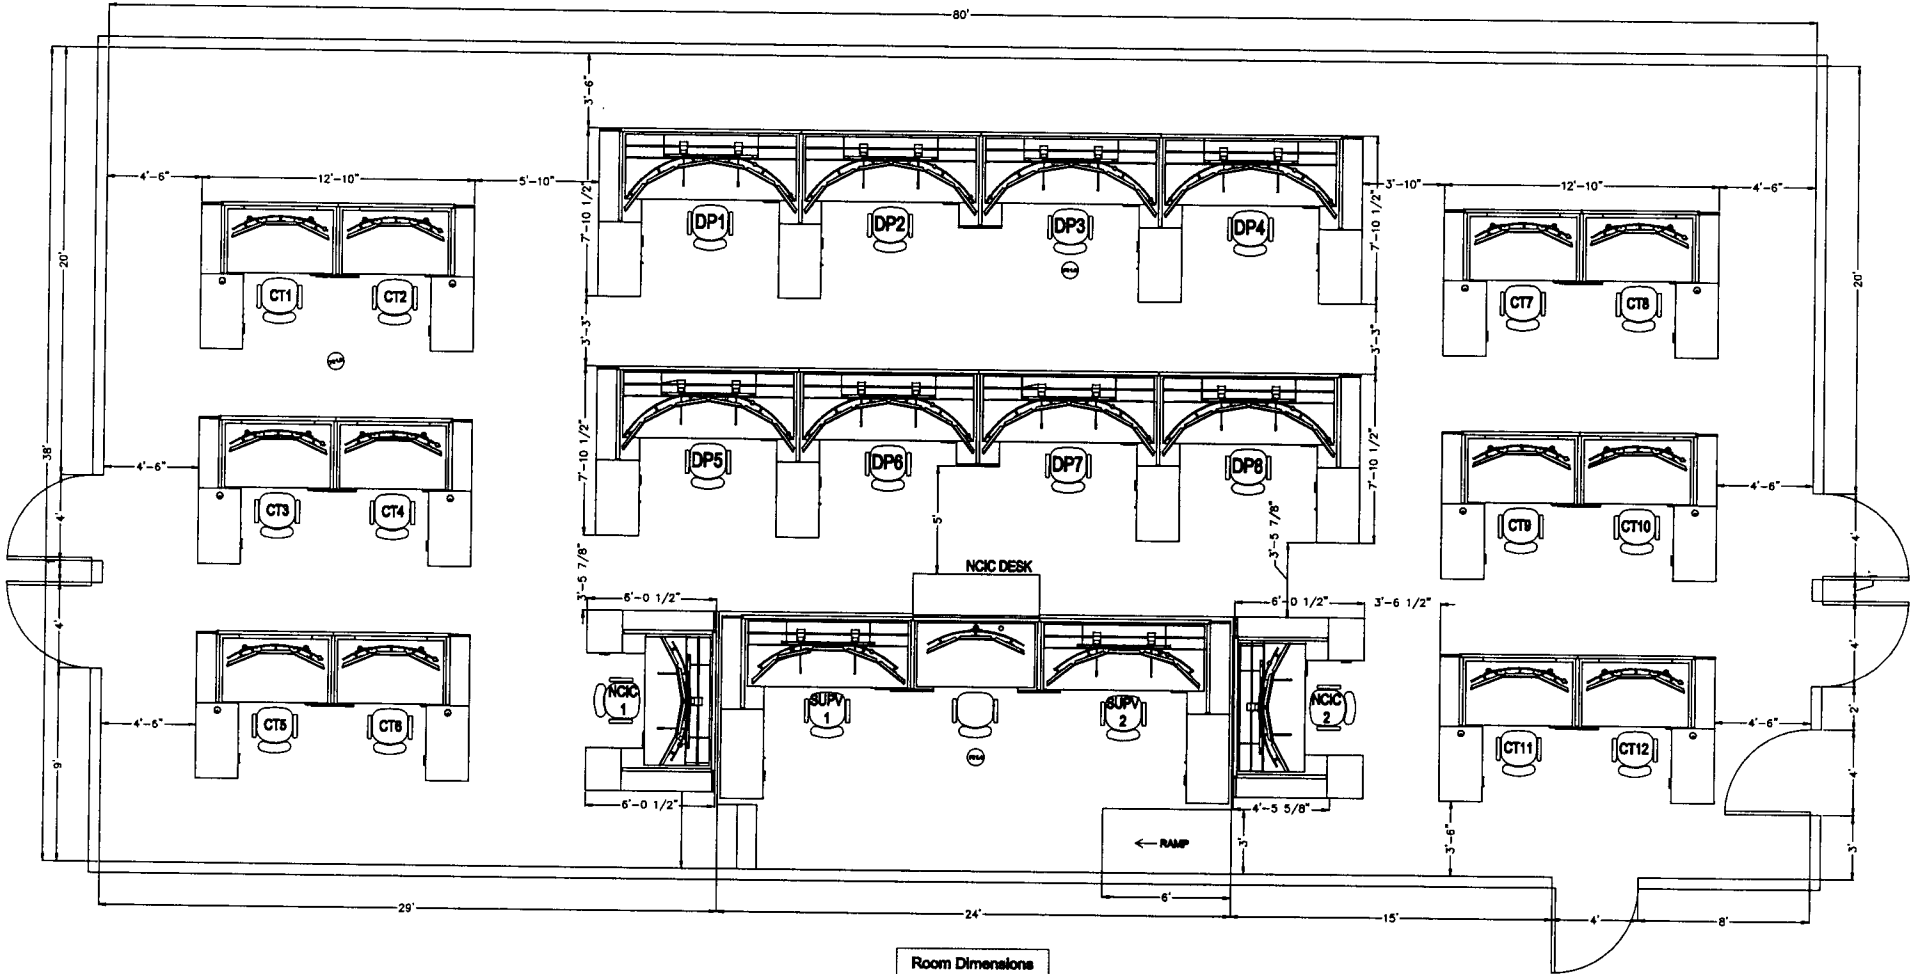 80'
3'-6"
4'-6"
12'-10"
5'-10"
7'-10 1/2"
7'-10 1/2"
3'-10"
12'-10"
4'-6"
DP1
DP2
DP3
DP4
20'
20'
CT1
CT2
CT7
CT8
3'-3"
3'-3"
38'
4'-6"
7'-10 1/2"
DP5
DP6
DP7
DP8
7'-10 1/2"
4'-6"
CT3
CT4
CT9
CT10
4'
5'
3'-5 7/8"
4'
3'-5 7/8"
NCIC DESK
1'
6'-0 1/2"
6'-0 1/2"
3'-6 1/2"
4'
4'
NCIC
1
SUPV
1
SUPV
2
NCIC
2
4'-6"
CT5
CT6
4'-6"
2'
CT11
CT12
9'
6'-0 1/2"
4'-5 5/8"
4'
← RAMP
3'
3'-6"
3'
6'
29'
24'
15'
4'
8'
Room Dimensions